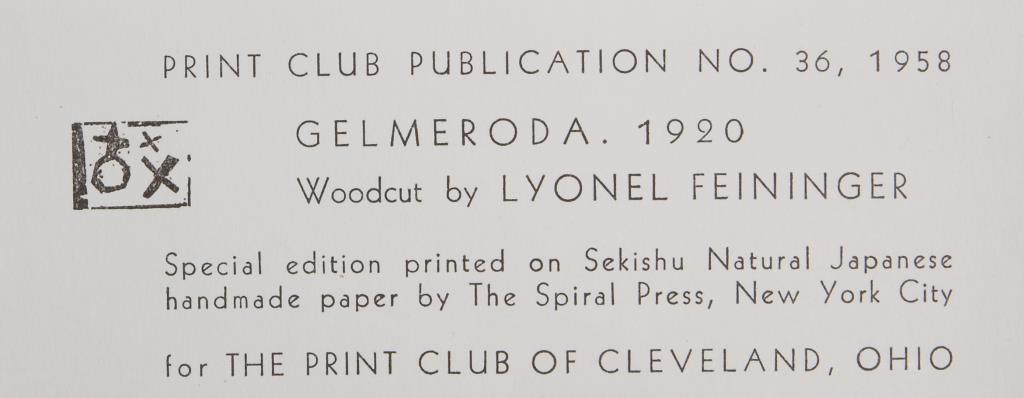 PRINT CLUB PUBLICATION NO. 36, 1958
GELMERODA. 1920
Woodcut by LYONEL FEININGER
Special edition printed on Sekishu Natural Japanese
handmade paper by The Spiral Press, New York City
for THE PRINT CLUB OF CLEVELAND, OHIO